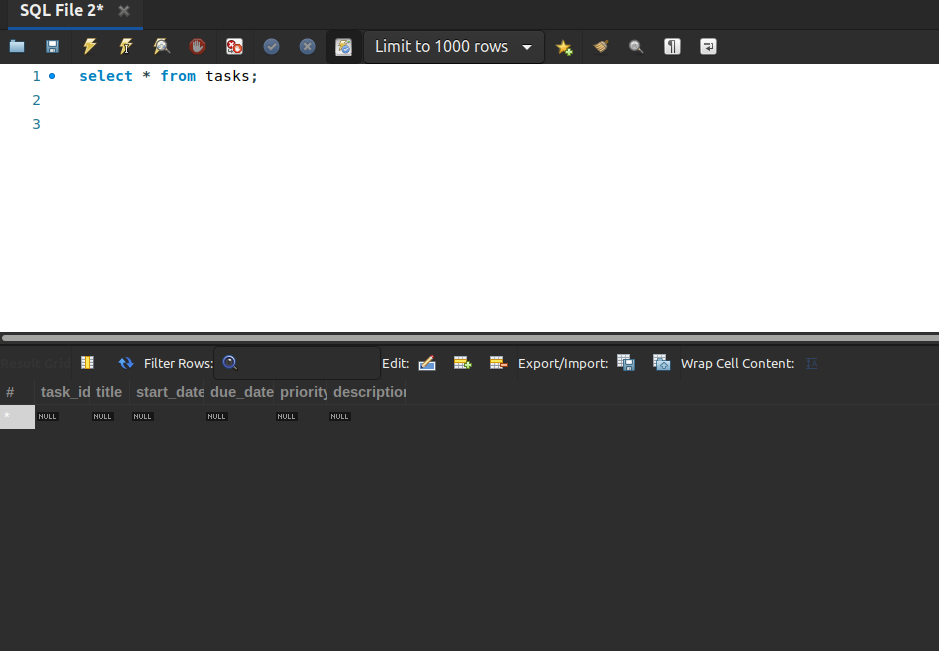 SQL File 2*
Limit to 1000 rows
1 select * from tasks;
2
3
Result Grid Filter Rows: Edit: Export/Import: Wrap Cell Content:
# task_id title start_date due_date priority description
* NULL NULL NULL NULL NULL NULL